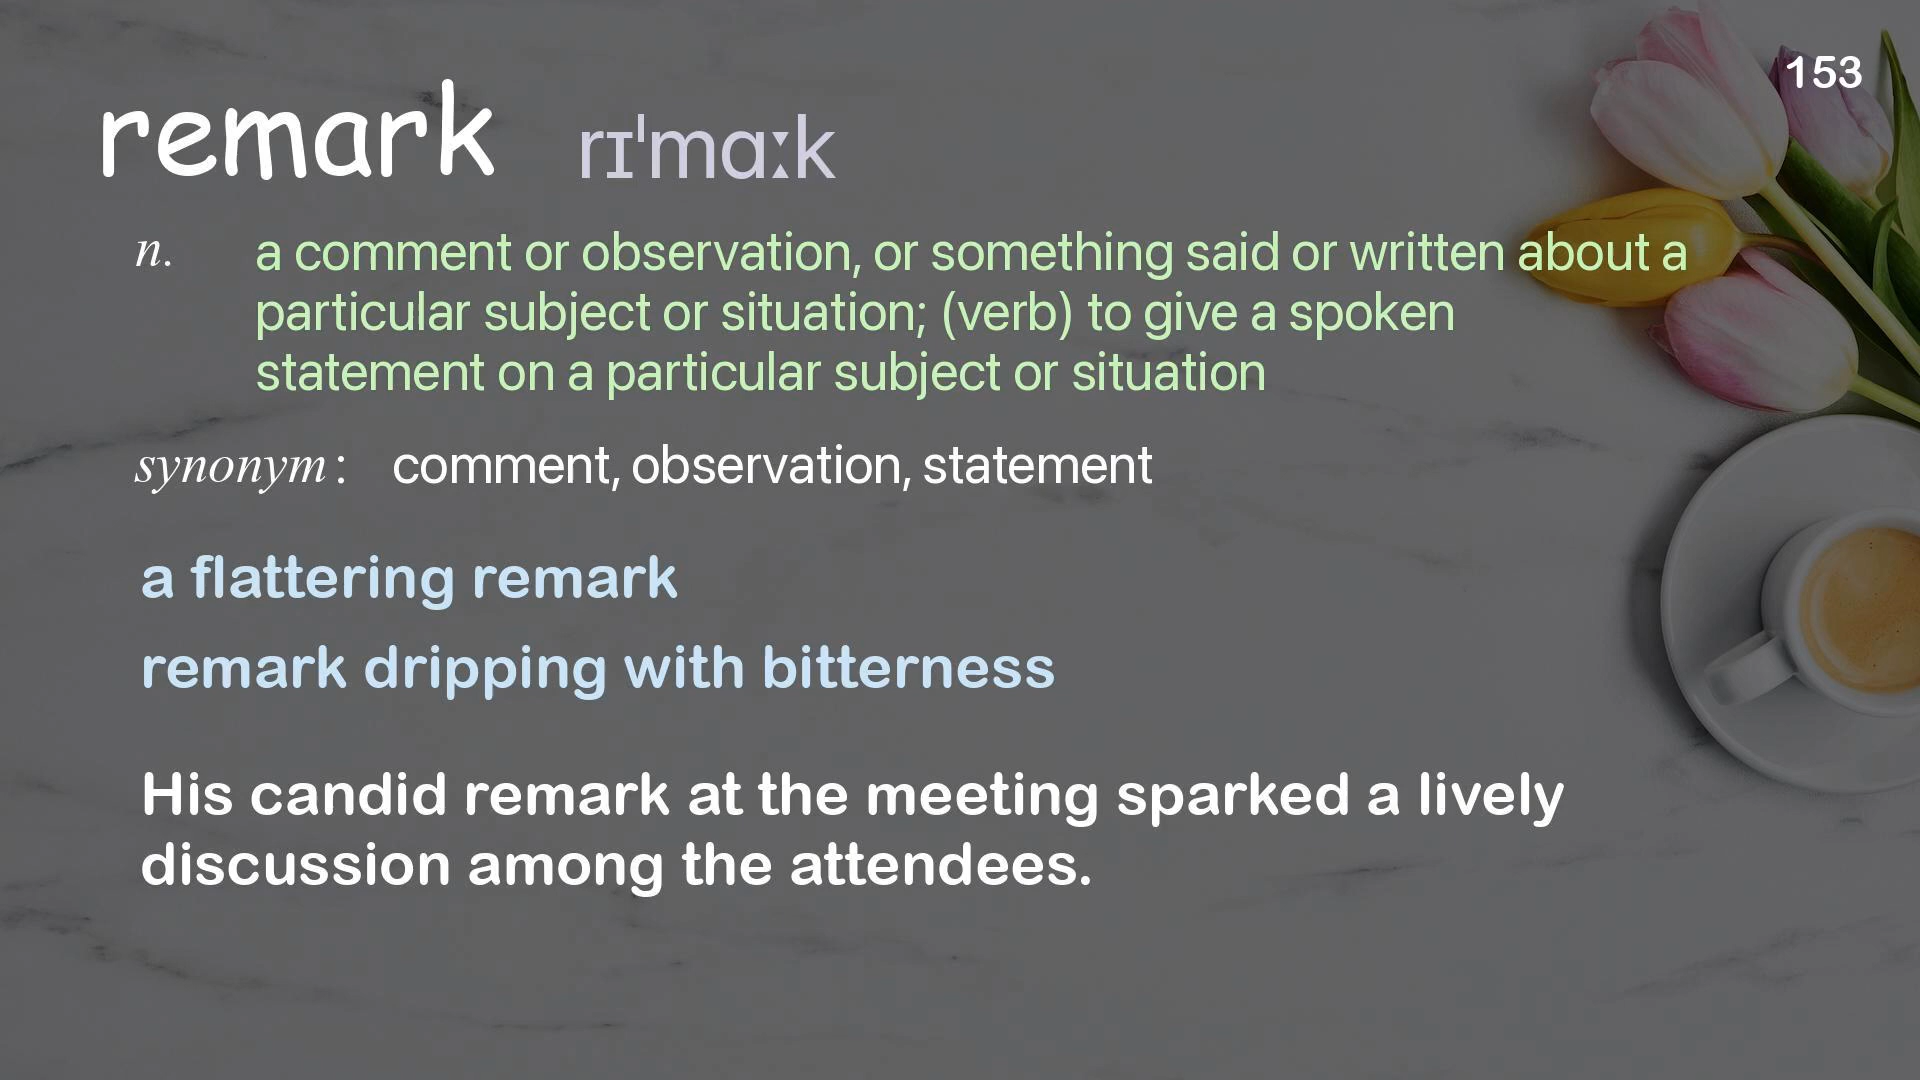 153
remark rɪˈmɑːk
n. a comment or observation, or something said or written about a
particular subject or situation; (verb) to give a spoken
statement on a particular subject or situation
synonym : comment, observation, statement
a flattering remark
remark dripping with bitterness
His candid remark at the meeting sparked a lively
discussion among the attendees.